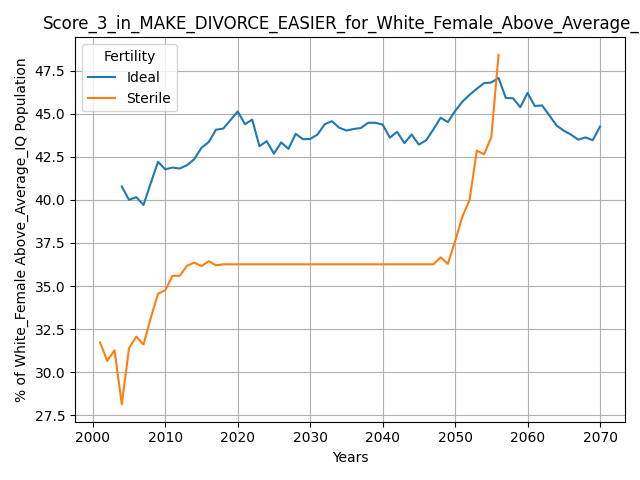 Score_3_in_MAKE_DIVORCE_EASIER_for_White_Female_Above_Average_
Fertility
Ideal
Sterile
% of White_Female Above_Average_IQ Population
47.5
45.0
42.5
40.0
37.5
35.0
32.5
30.0
27.5
2000 2010 2020 2030 2040 2050 2060 2070
Years